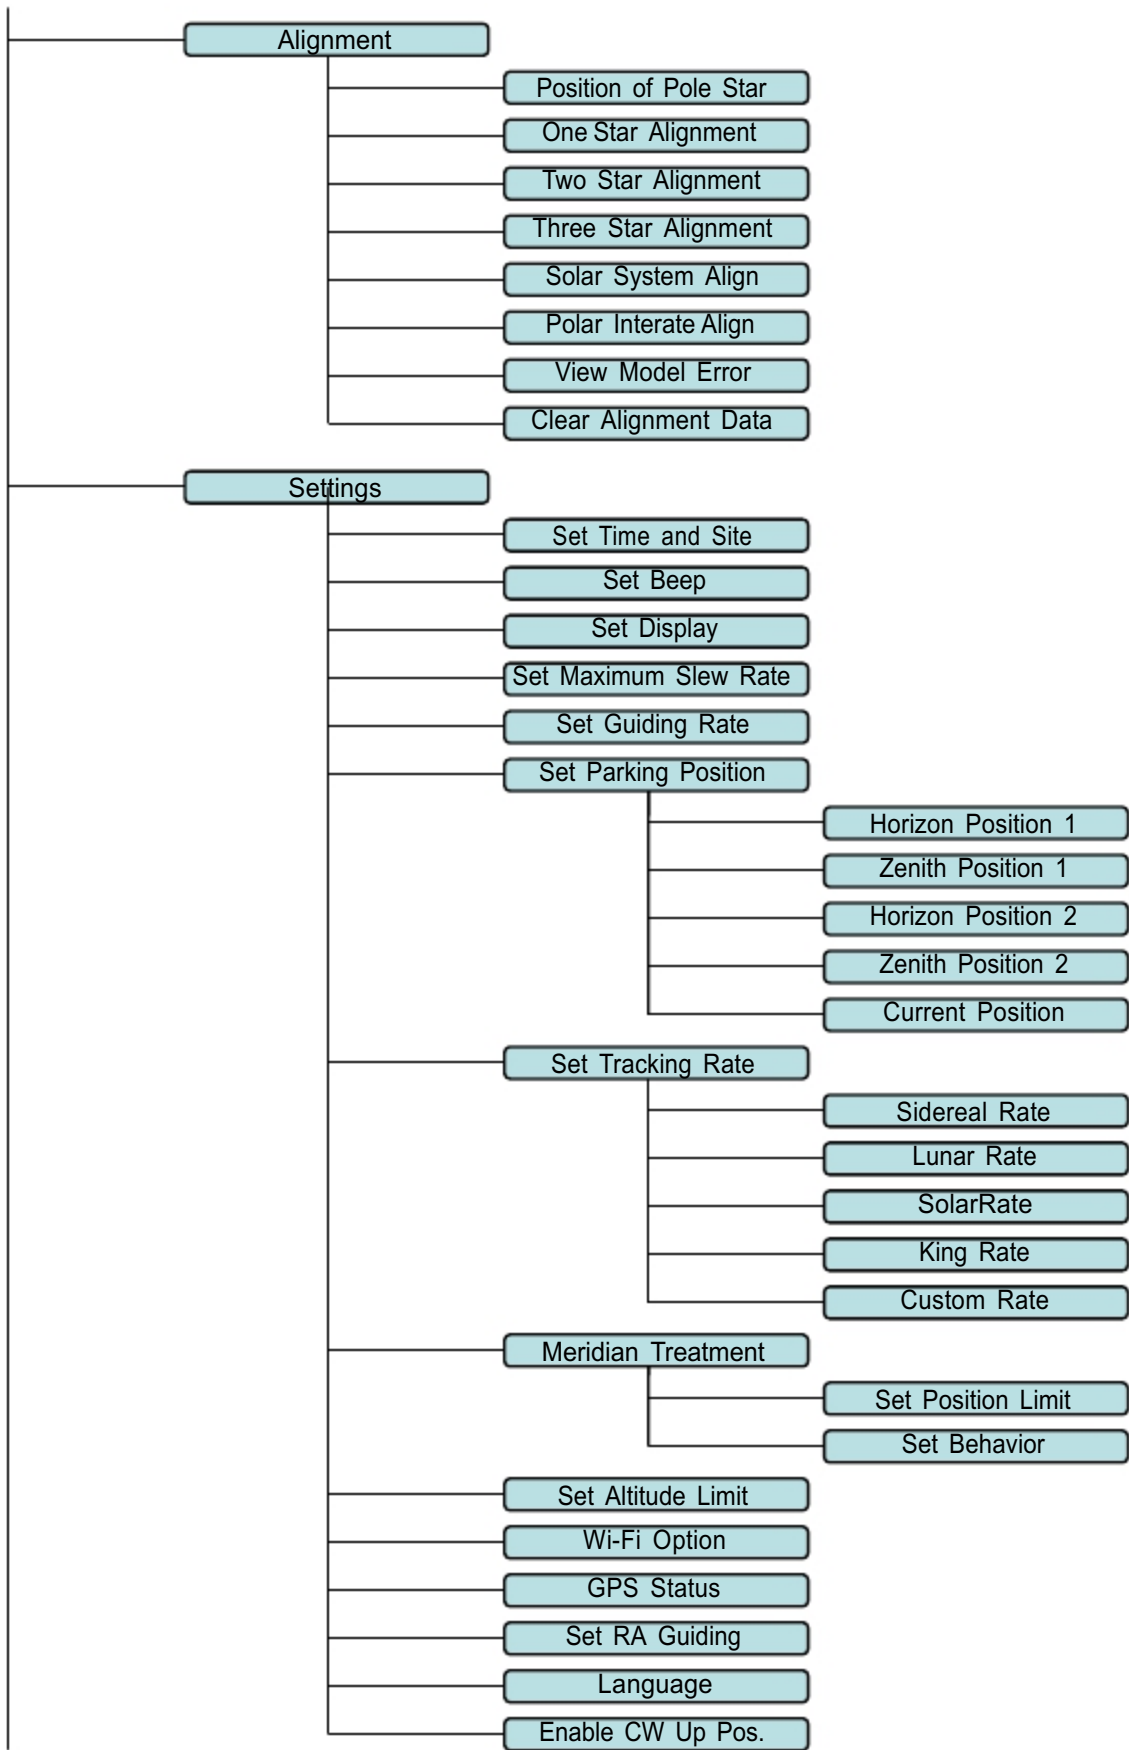 Alignment
Position of Pole Star
One Star Alignment
Two Star Alignment
Three Star Alignment
Solar System Align
Polar Interate Align
View Model Error
Clear Alignment Data
Settings
Set Time and Site
Set Beep
Set Display
Set Maximum Slew Rate
Set Guiding Rate
Set Parking Position
Horizon Position 1
Zenith Position 1
Horizon Position 2
Zenith Position 2
Current Position
Set Tracking Rate
Sidereal Rate
Lunar Rate
SolarRate
King Rate
Custom Rate
Meridian Treatment
Set Position Limit
Set Behavior
Set Altitude Limit
Wi-Fi Option
GPS Status
Set RA Guiding
Language
Enable CW Up Pos.